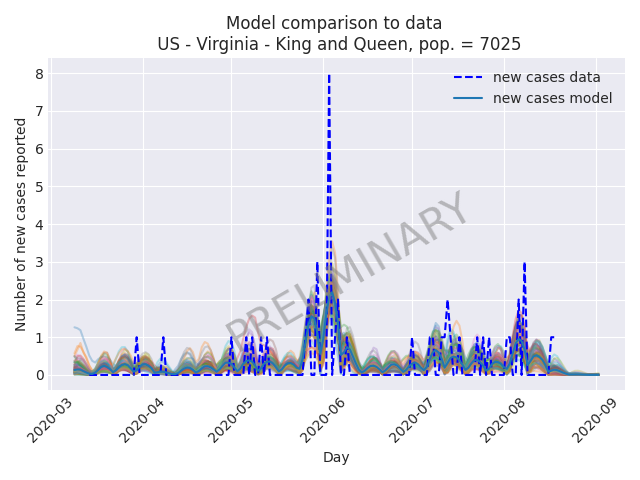 Model comparison to data
US - Virginia - King and Queen, pop. = 7025
new cases data
new cases model
PRELIMINARY
Number of new cases reported
8
7
6
5
4
3
2
1
0
2020-03
2020-04
2020-05
2020-06
2020-07
2020-08
2020-09
Day